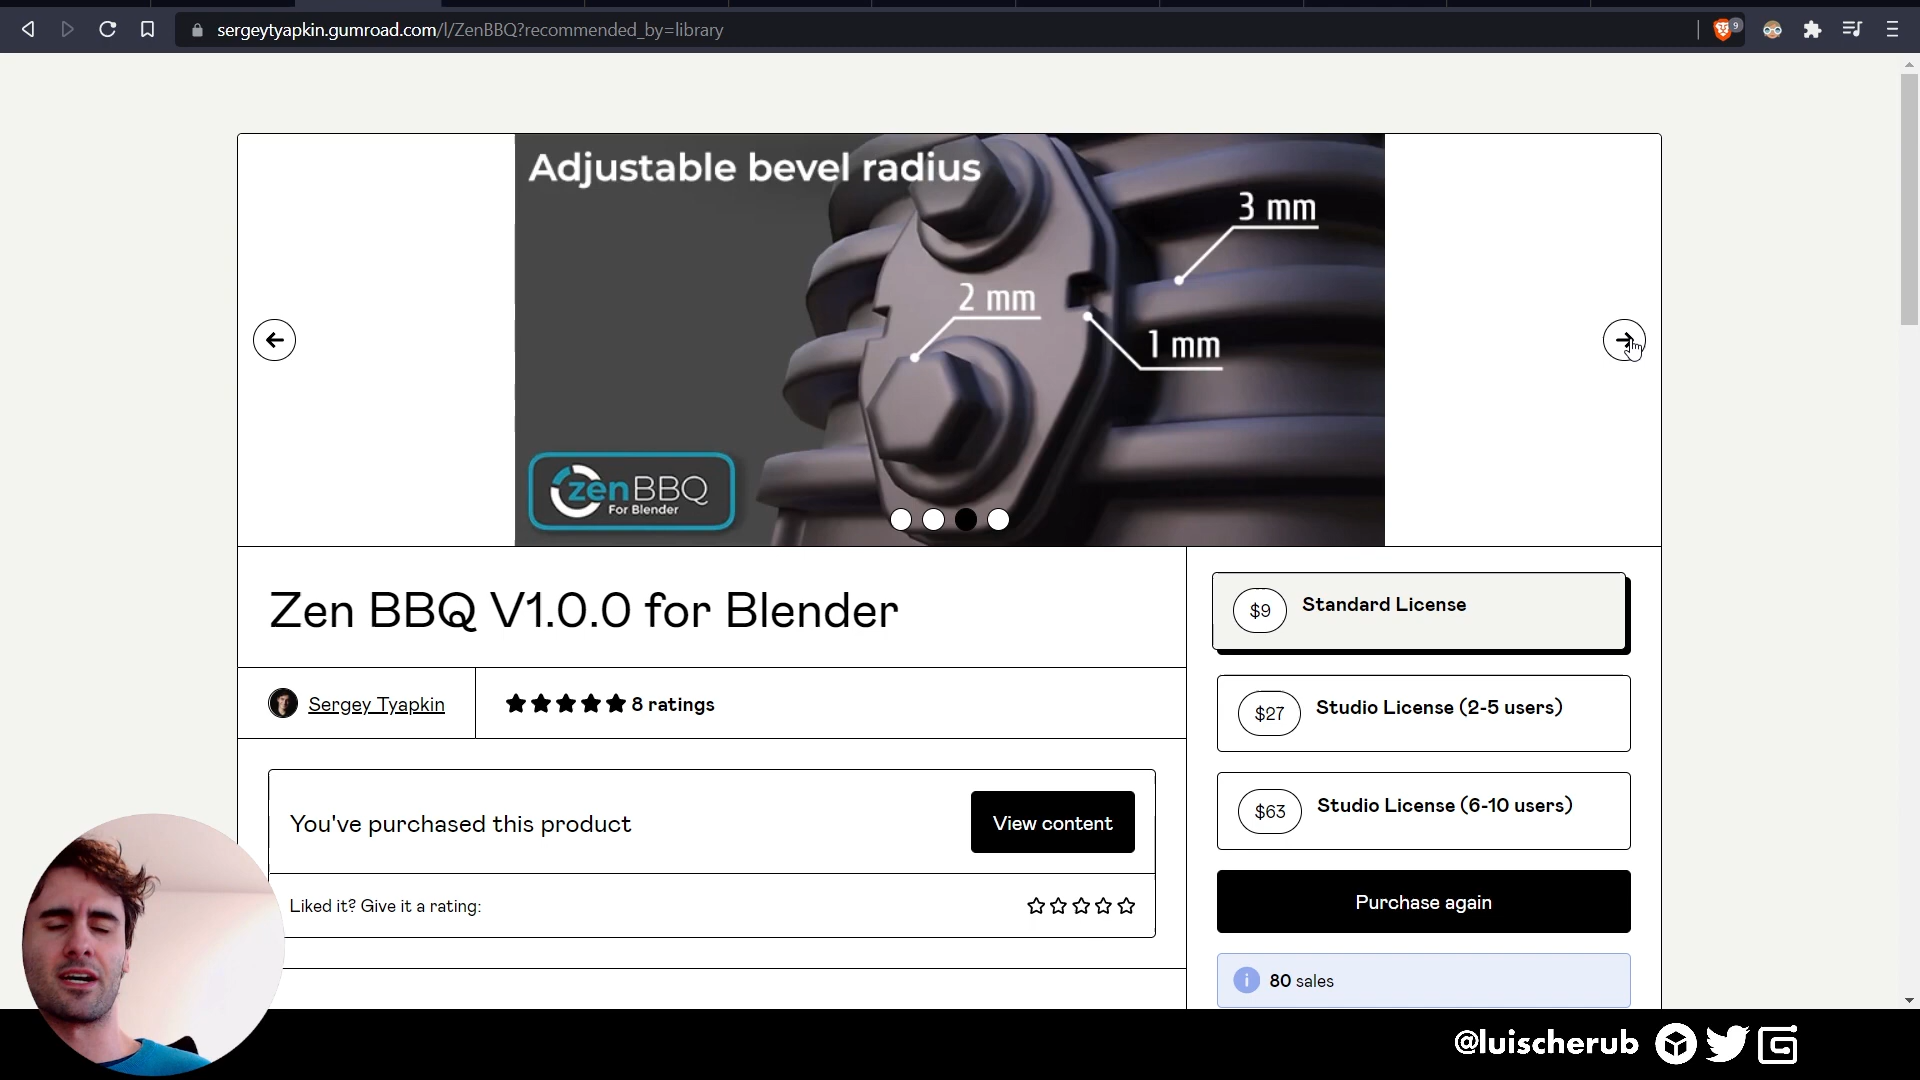 sergeytyapkin.gumroad.com/l/ZenBBQ?recommended_by=library
9
Adjustable bevel radius
3 mm
2 mm
1 mm
zen BBQ
For Blender
Zen BBQ V1.0.0 for Blender
$9 Standard License
Sergey Tyapkin
8 ratings
$27 Studio License (2-5 users)
You've purchased this product
View content
$63 Studio License (6-10 users)
Liked it? Give it a rating:
Purchase again
80 sales
@luischerub